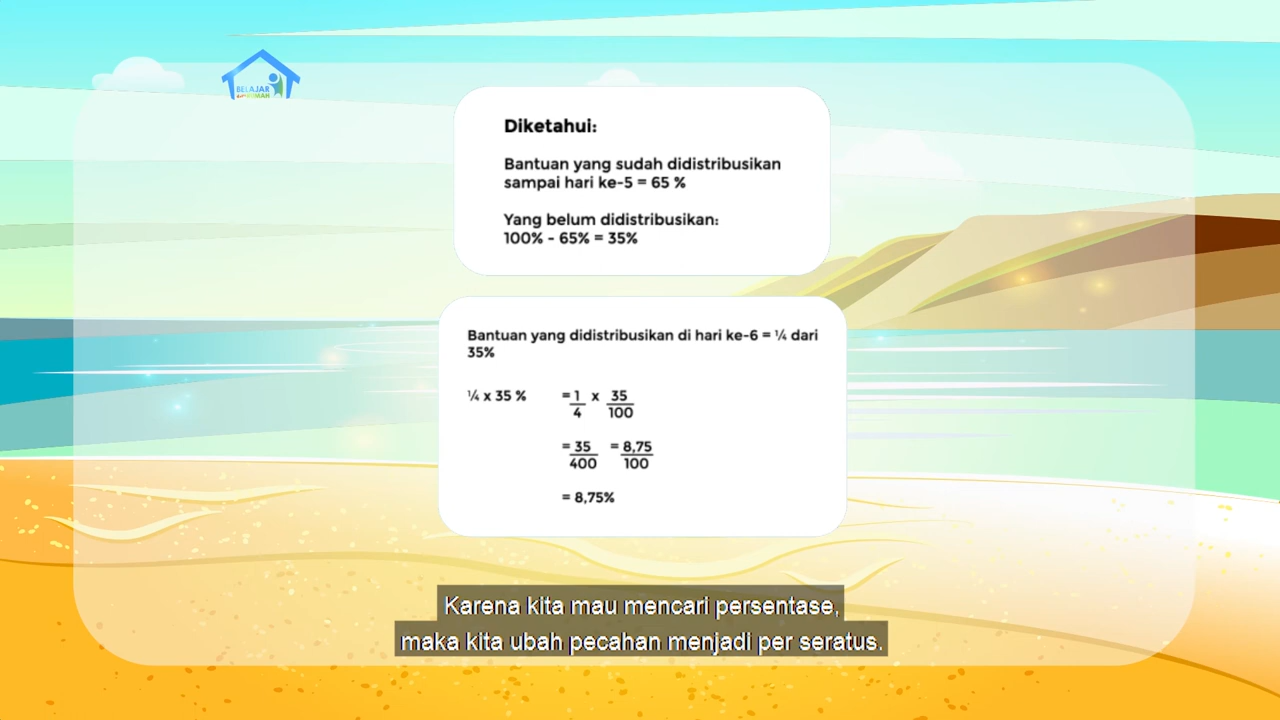 BELAJAR
dari RUMAH
Diketahui:
Bantuan yang sudah didistribusikan
sampai hari ke-5 = 65 %
Yang belum didistribusikan:
100% - 65% = 35%
Bantuan yang didistribusikan di hari ke-6 = ¼ dari
35%
¼ x 35 % = 1/4 x 35/100
= 35/400 = 8,75/100
= 8,75%
Karena kita mau mencari persentase,
maka kita ubah pecahan menjadi per seratus.